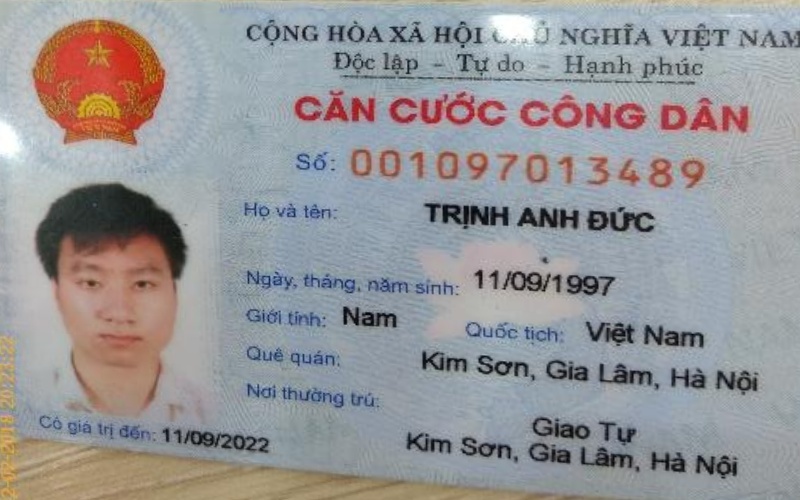 CỘNG HÒA XÃ HỘI CHỦ NGHĨA VIỆT NAM
Độc lập - Tự do - Hạnh phúc
CĂN CƯỚC CÔNG DÂN
Số: 001097013489
Họ và tên: TRỊNH ANH ĐỨC
Ngày, tháng, năm sinh: 11/09/1997
Giới tính: Nam Quốc tịch: Việt Nam
Quê quán: Kim Sơn, Gia Lâm, Hà Nội
Nơi thường trú: Giao Tự
Kim Sơn, Gia Lâm, Hà Nội
Có giá trị đến: 11/09/2022